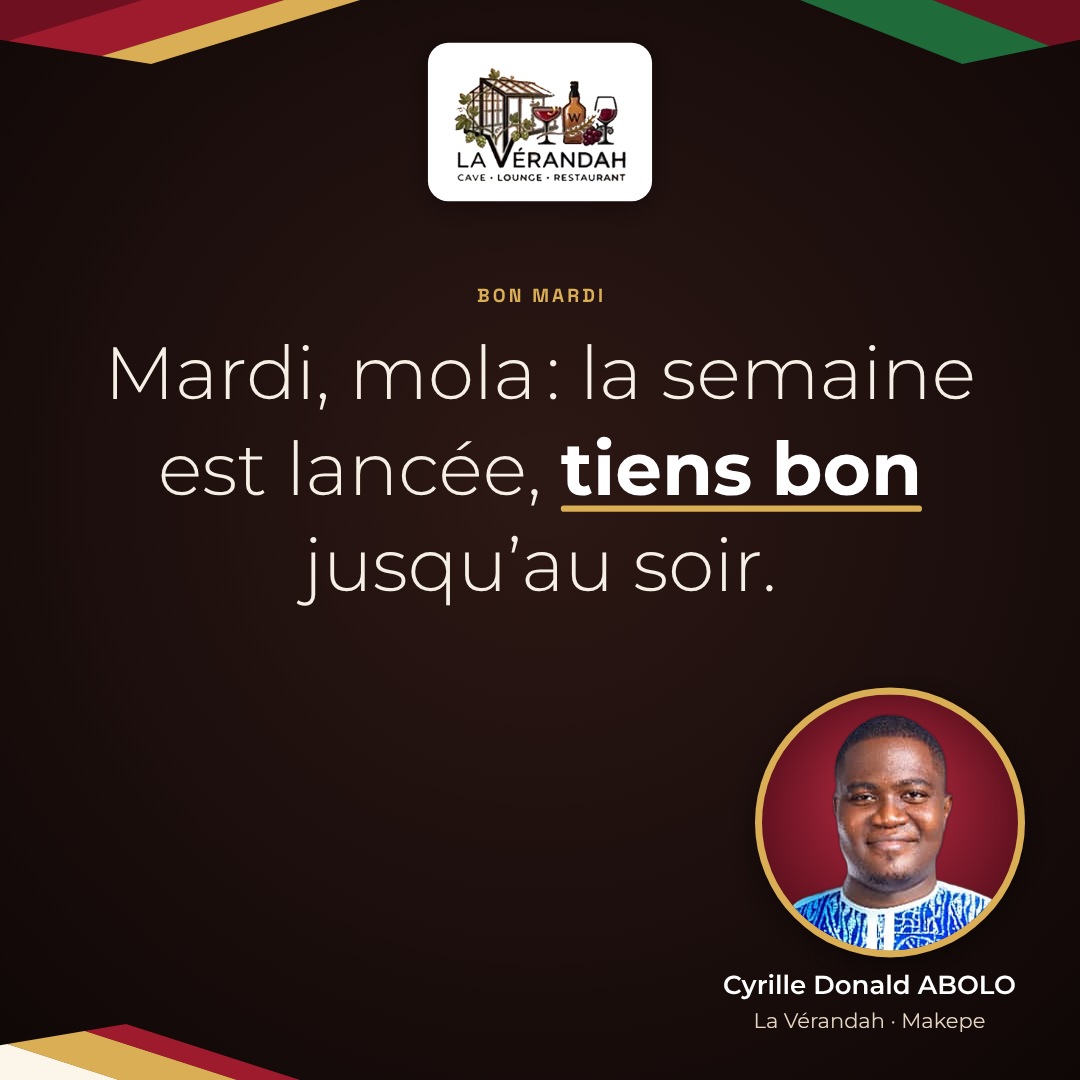 W
LA VÉRANDAH
CAVE • LOUNGE • RESTAURANT
BON MARDI
Mardi, mola : la semaine
est lancée, tiens bon
jusqu’au soir.
Cyrille Donald ABOLO
La Vérandah · Makepe